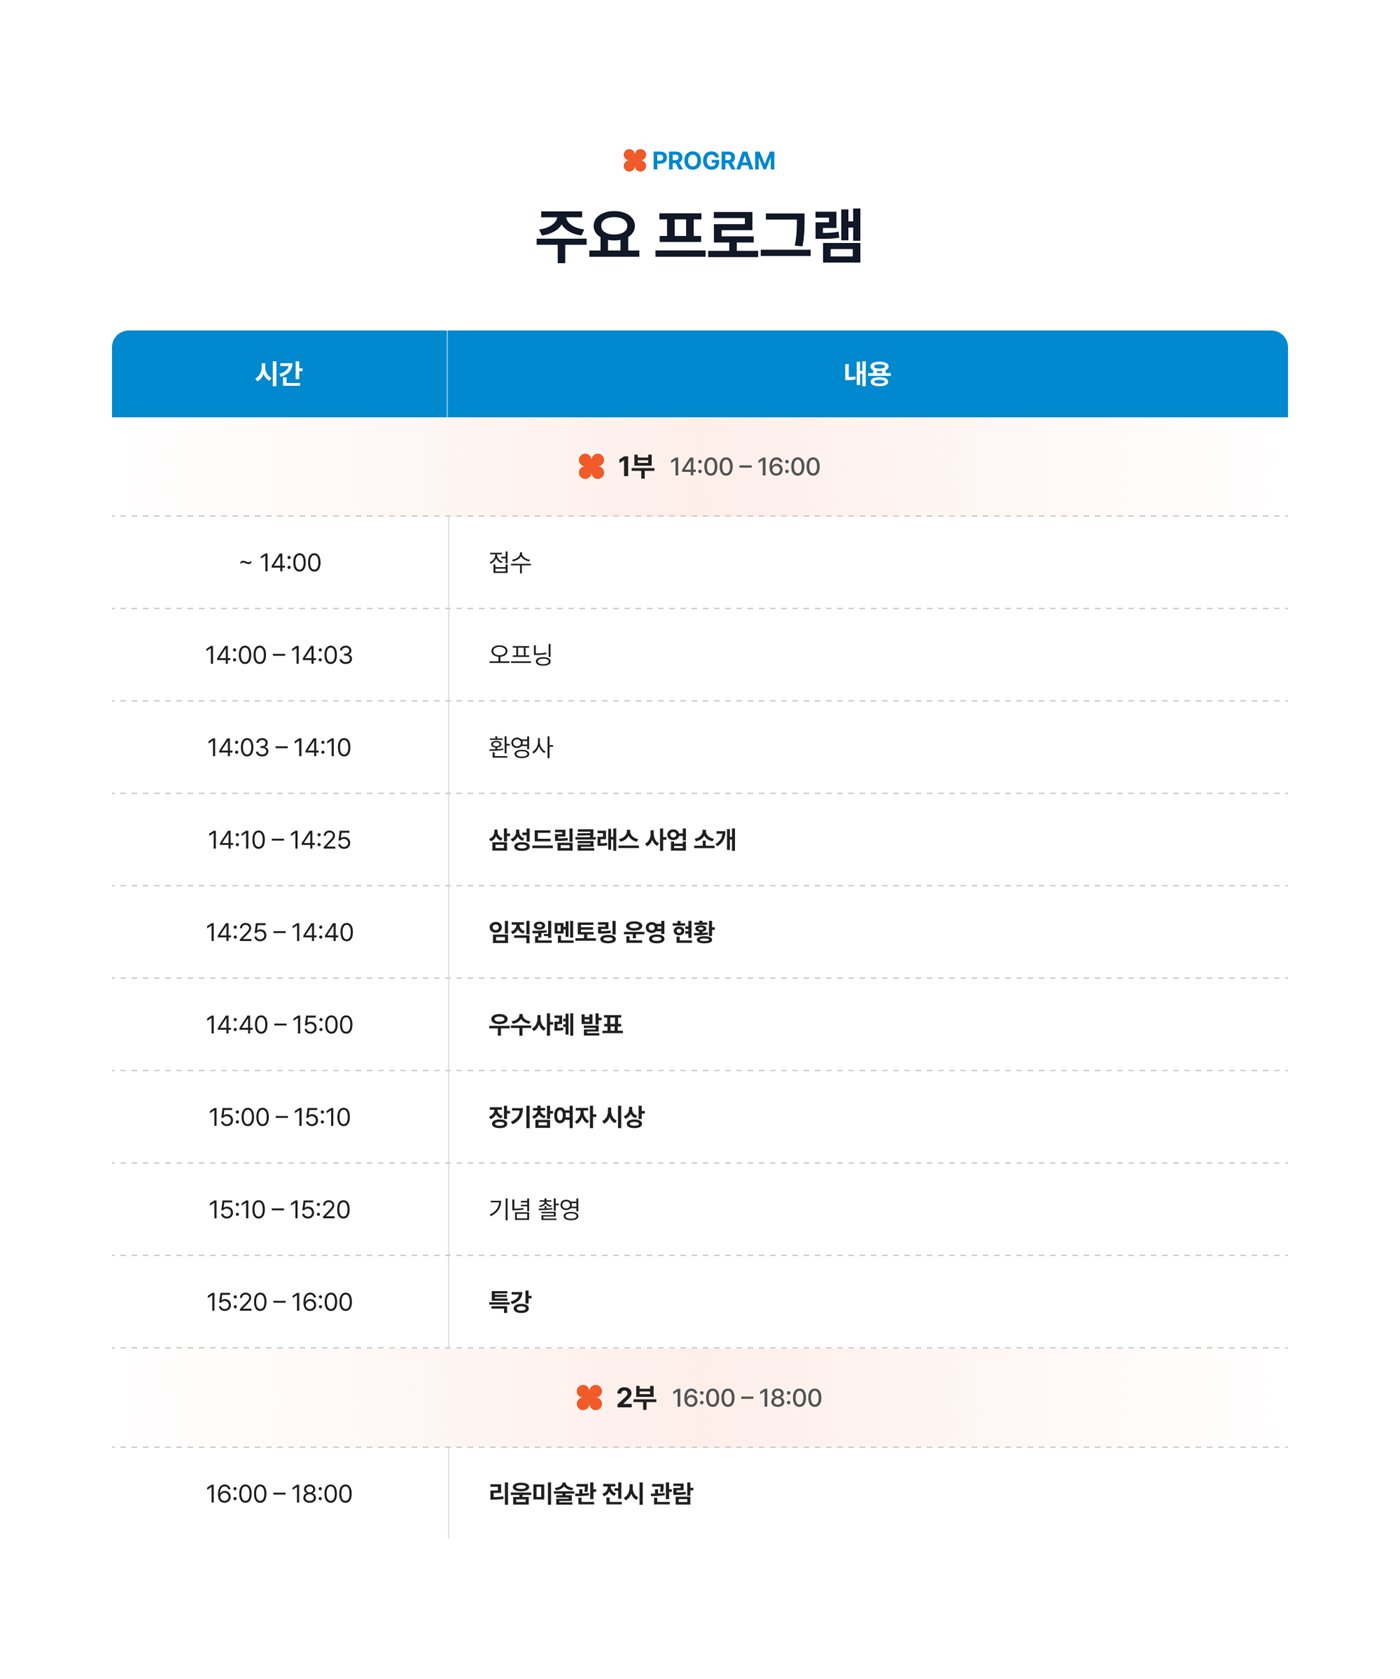 PROGRAM
주요 프로그램
시간 내용
1부 14:00 – 16:00
~ 14:00 접수
14:00 – 14:03 오프닝
14:03 – 14:10 환영사
14:10 – 14:25 삼성드림클래스 사업 소개
14:25 – 14:40 임직원멘토링 운영 현황
14:40 – 15:00 우수사례 발표
15:00 – 15:10 장기참여자 시상
15:10 – 15:20 기념 촬영
15:20 – 16:00 특강
2부 16:00 – 18:00
16:00 – 18:00 리움미술관 전시 관람